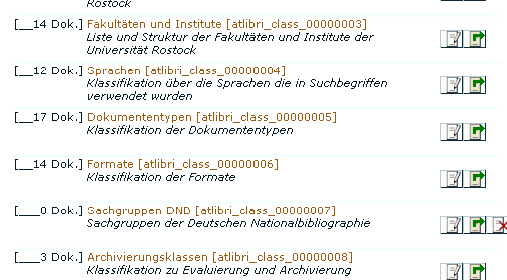 Rostock
[__14 Dok.] Fakultäten und Institute [atlibri_class_00000003]
Liste und Struktur der Fakultäten und Institute der
Universität Rostock
[__12 Dok.] Sprachen [atlibri_class_00000004]
Klassifikation über die Sprachen die in Suchbegriffen
verwendet wurden
[__17 Dok.] Dokumententypen [atlibri_class_00000005]
Klassifikation der Dokumententypen
[__14 Dok.] Formate [atlibri_class_00000006]
Klassifikation der Formate
[___0 Dok.] Sachgruppen DNB [atlibri_class_00000007]
Sachgruppen der Deutschen Nationalbibliographie
[___3 Dok.] Archivierungsklassen [atlibri_class_00000008]
Klassifikation zu Evaluierung und Archivierung